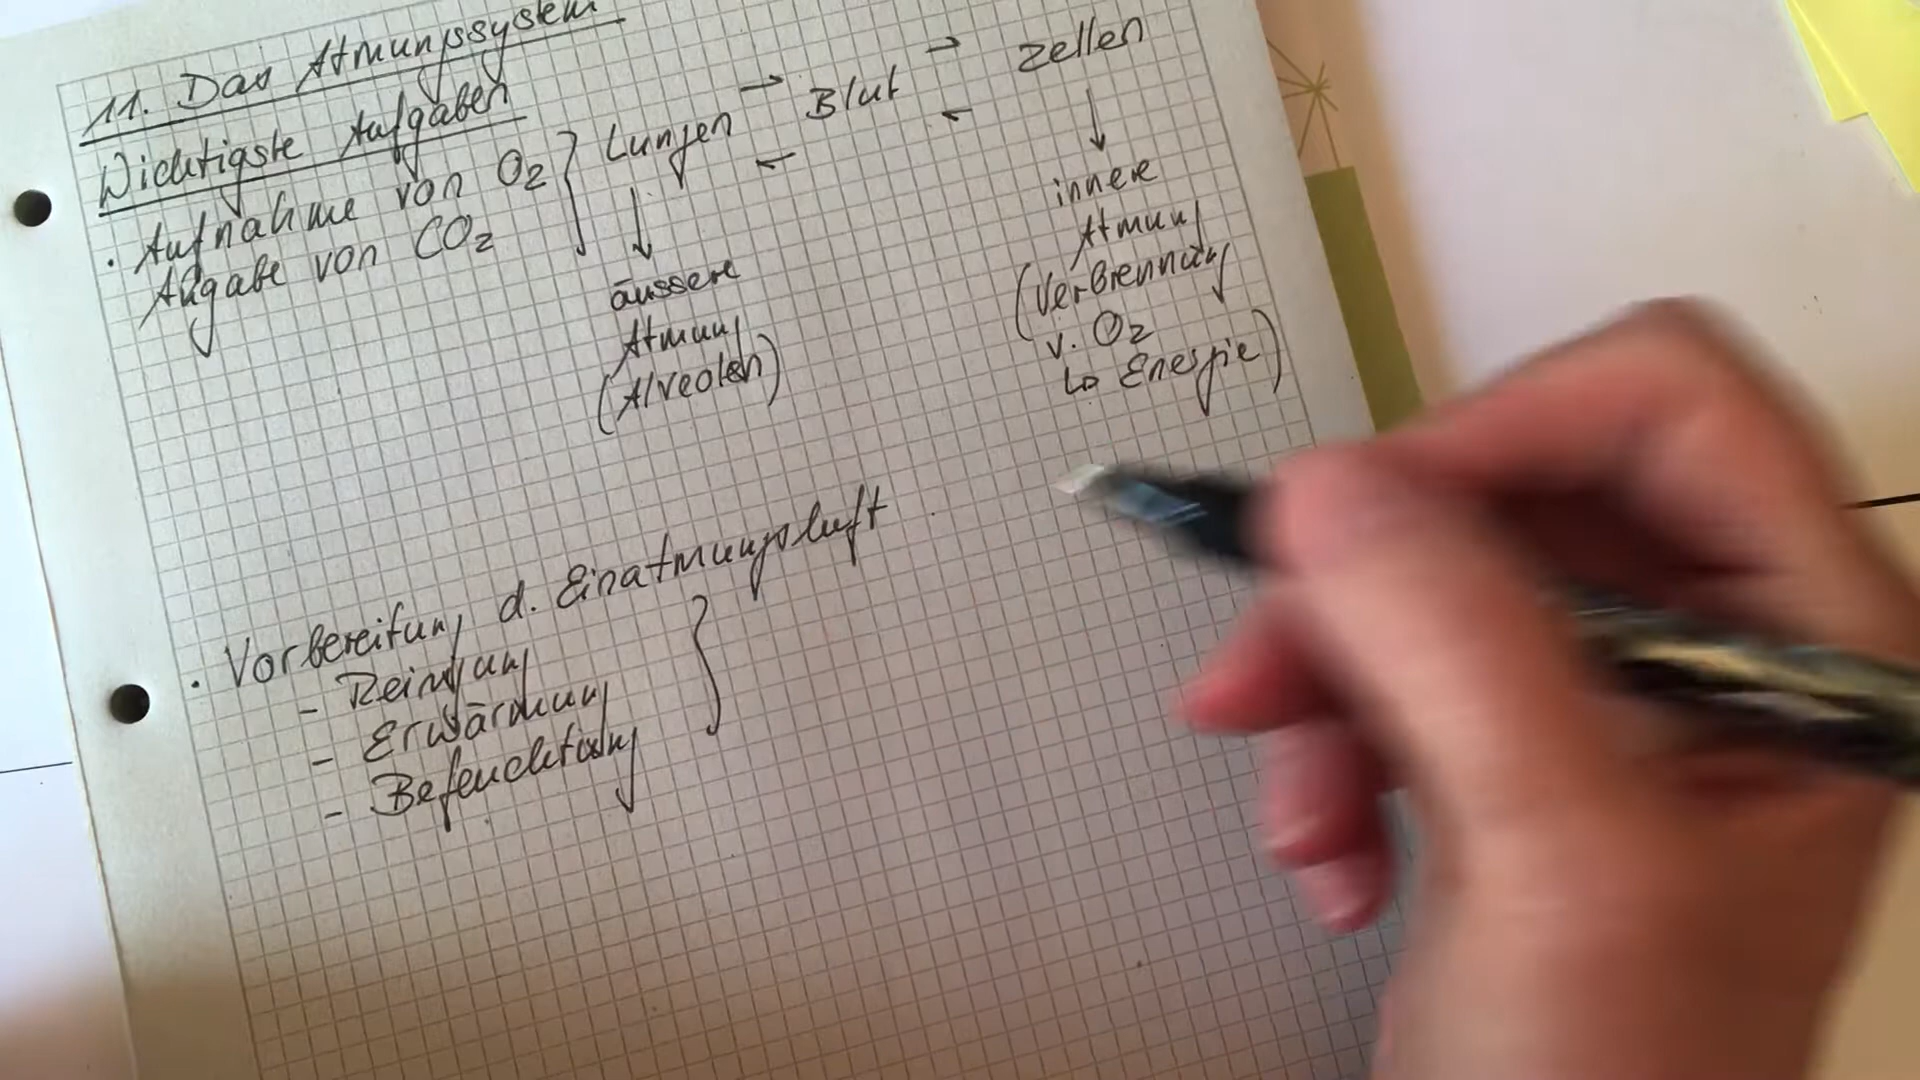 11. Das Atmungssystem
Wichtigste Aufgaben
· Aufnahme von O2 } Lungen → ← Blut → ← Zellen
Abgabe von CO2
↓ äussere
Atmung
(Alveolen)
↓ innere
Atmung
(Verbrennung
v. O2
↳ Energie)
· Vorbereitung d. Einatmungsluft
- Reinigung
- Erwärmung
- Befeuchtung }